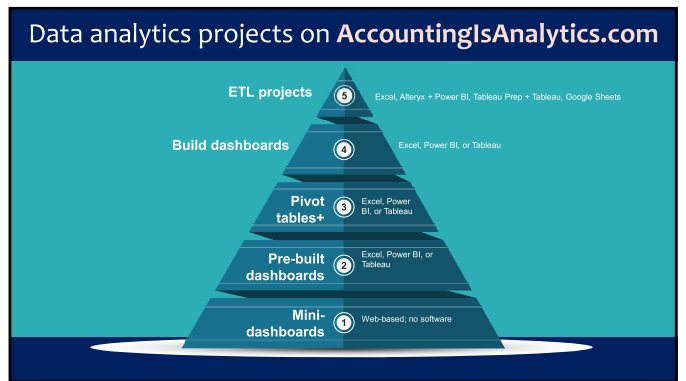 Data analytics projects on AccountingIsAnalytics.com
ETL projects
5
Excel, Alteryx + Power BI, Tableau Prep + Tableau, Google Sheets
Build dashboards
4
Excel, Power BI, or Tableau
Pivot
tables+
3
Excel, Power
BI, or Tableau
Pre-built
dashboards
2
Excel, Power BI, or
Tableau
Mini-
dashboards
1
Web-based; no software